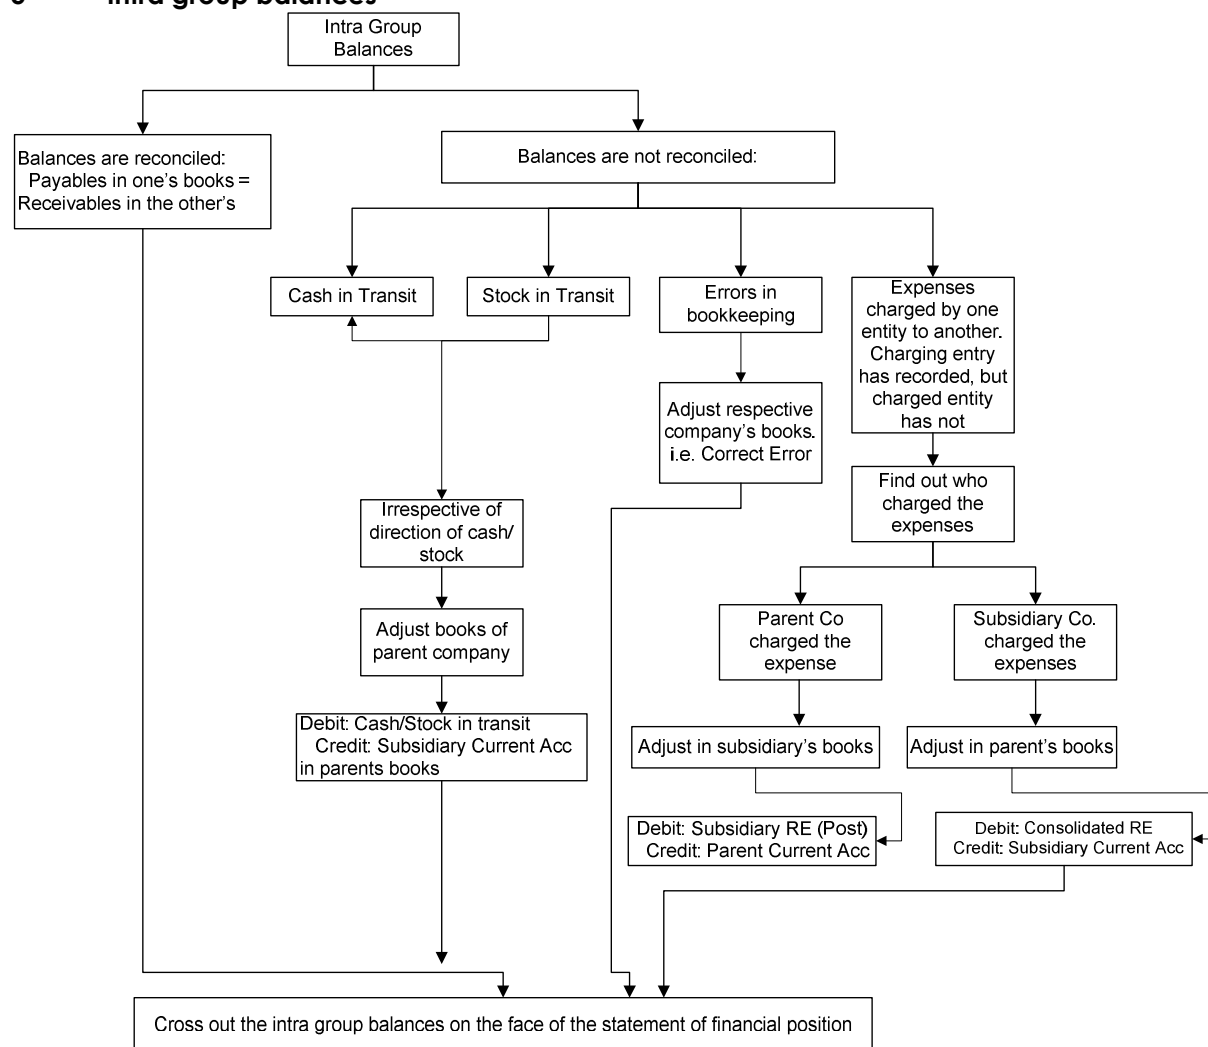 Intra group balances
Intra Group
Balances
Balances are reconciled:
Payables in one's books =
Receivables in the other's
Balances are not reconciled:
Cash in Transit
Stock in Transit
Errors in
bookkeeping
Expenses
charged by one
entity to another.
Charging entry
has recorded, but
charged entity
has not
Adjust respective
company's books.
i.e. Correct Error
Find out who
charged the
expenses
Irrespective of
direction of cash/
stock
Adjust books of
parent company
Parent Co
charged the
expense
Subsidiary Co.
charged the
expenses
Debit: Cash/Stock in transit
Credit: Subsidiary Current Acc
in parents books
Adjust in subsidiary's books
Adjust in parent's books
Debit: Subsidiary RE (Post)
Credit: Parent Current Acc
Debit: Consolidated RE
Credit: Subsidiary Current Acc
Cross out the intra group balances on the face of the statement of financial position